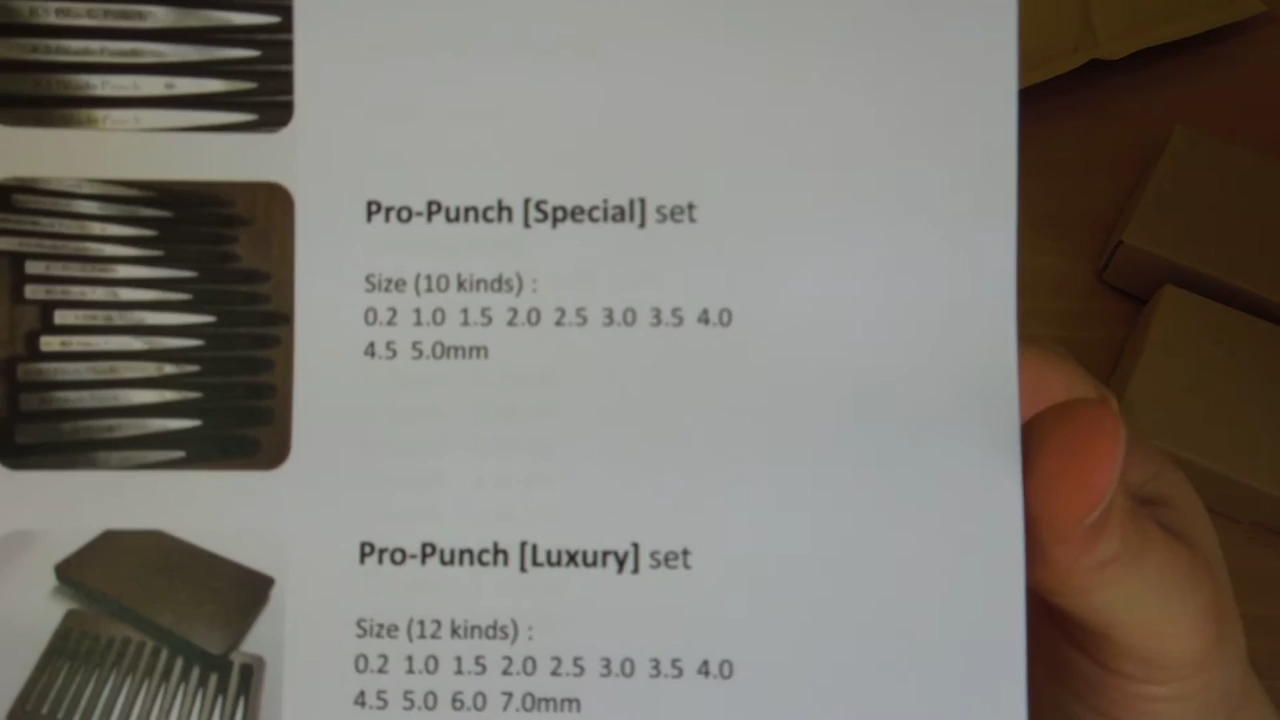 Pro-Punch [Special] set
Size (10 kinds) :
0.2 1.0 1.5 2.0 2.5 3.0 3.5 4.0
4.5 5.0mm
Pro-Punch [Luxury] set
Size (12 kinds) :
0.2 1.0 1.5 2.0 2.5 3.0 3.5 4.0
4.5 5.0 6.0 7.0mm